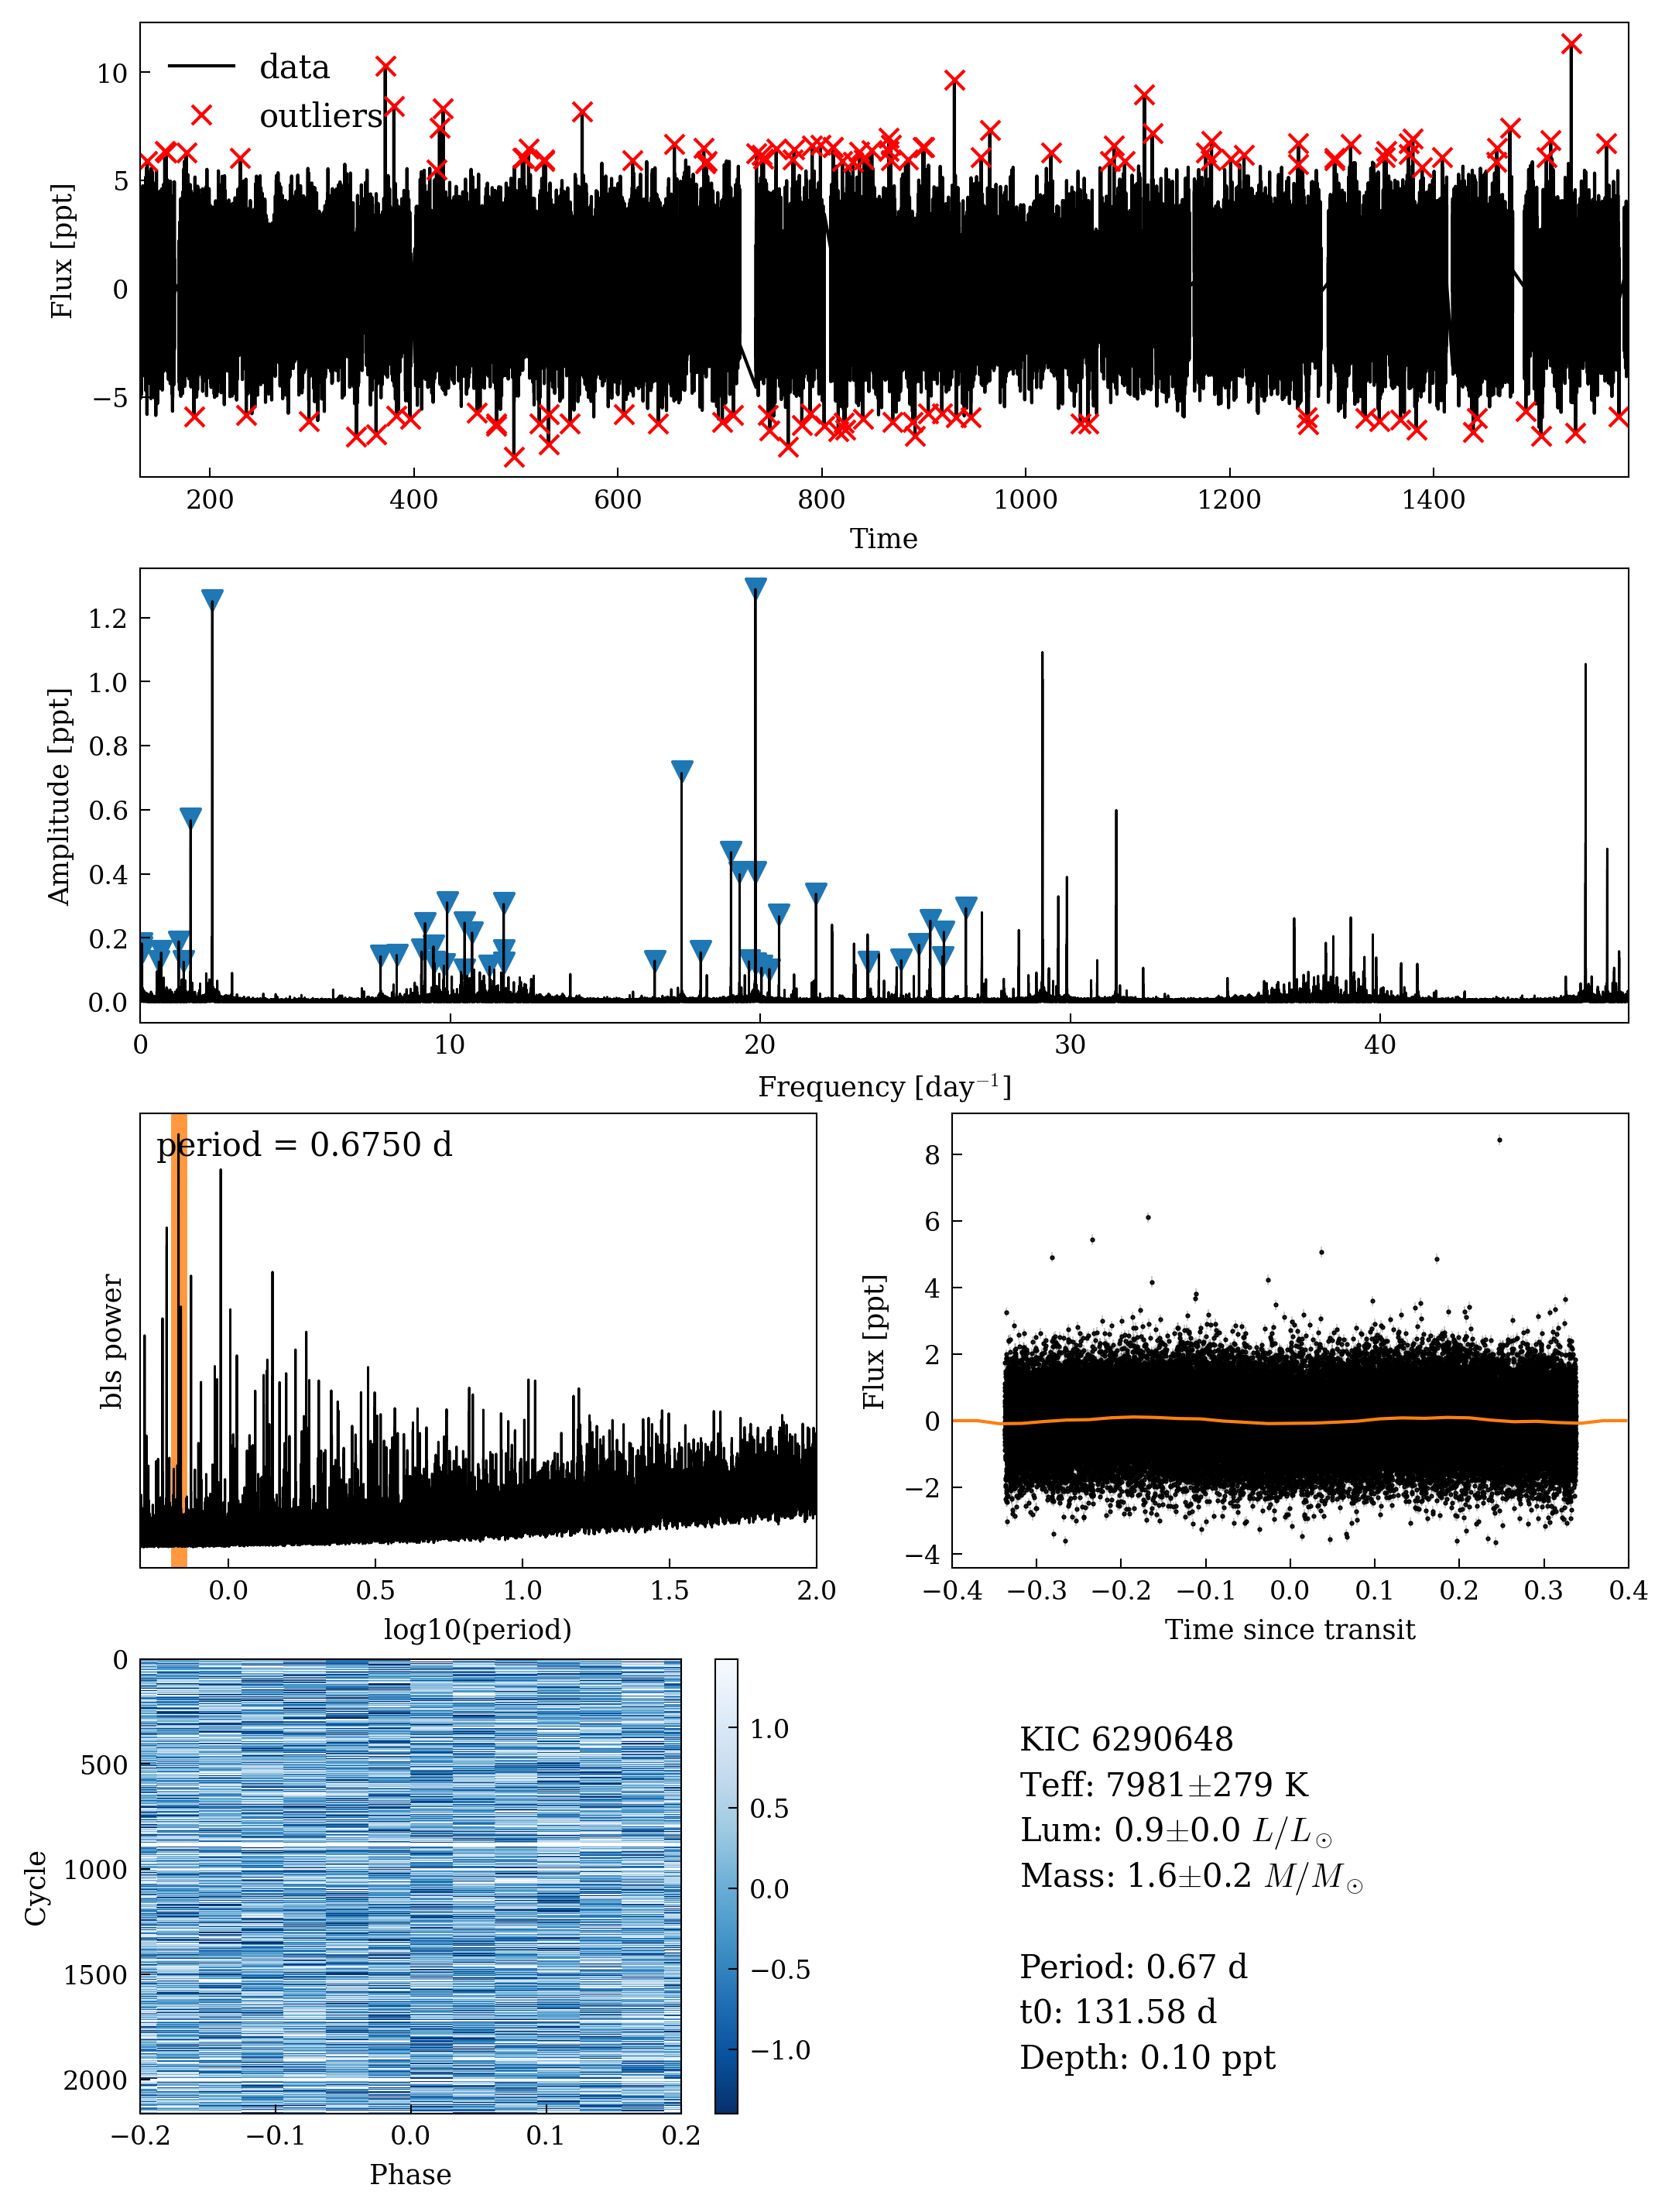 data
outliers
10
5
0
−5
Flux [ppt]
200 400 600 800 1000 1200 1400
Time
1.2
1.0
0.8
0.6
0.4
0.2
0.0
Amplitude [ppt]
0 10 20 30 40
Frequency [day⁻¹]
period = 0.6750 d
bls power
0.0 0.5 1.0 1.5 2.0
log10(period)
8
6
4
2
0
−2
−4
Flux [ppt]
−0.4 −0.3 −0.2 −0.1 0.0 0.1 0.2 0.3 0.4
Time since transit
0
500
1000
1500
2000
Cycle
−0.2 −0.1 0.0 0.1 0.2
Phase
1.0
0.5
0.0
−0.5
−1.0
KIC 6290648
Teff: 7981±279 K
Lum: 0.9±0.0 L/L⊙
Mass: 1.6±0.2 M/M⊙
Period: 0.67 d
t0: 131.58 d
Depth: 0.10 ppt